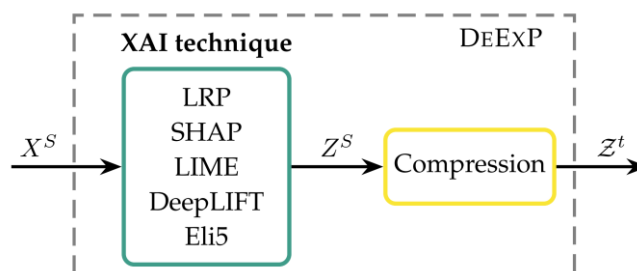 DEEXP
XAI technique
LRP
SHAP
LIME
DeepLIFT
Eli5
X^S
Z^S
Compression
𝒵^t